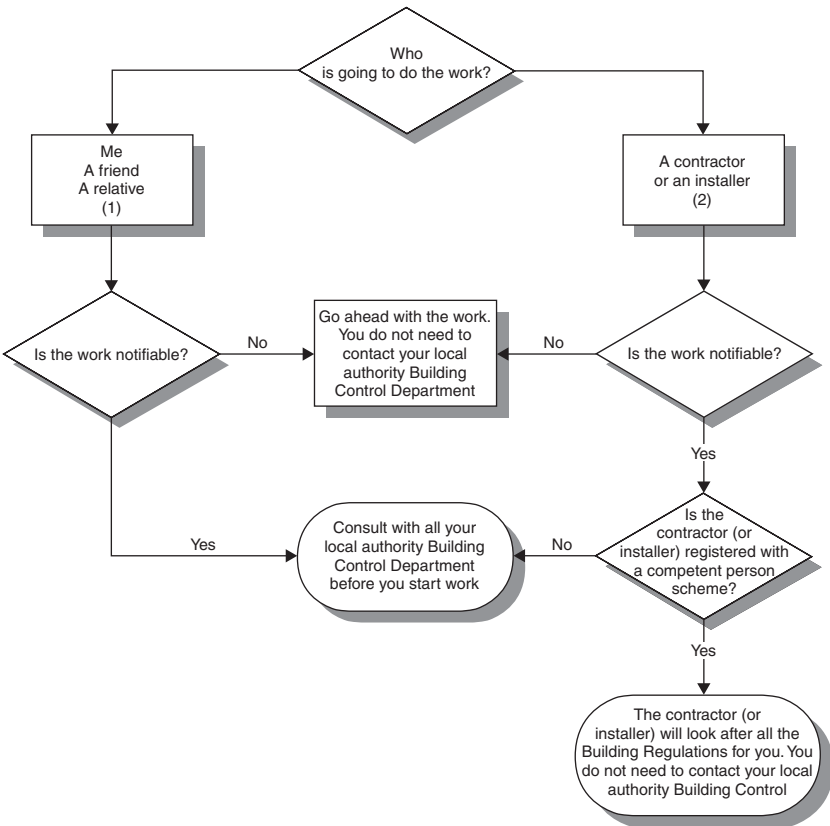 Who
is going to do the work?
Me
A friend
A relative
(1)
A contractor
or an installer
(2)
Is the work notifiable?
No
Go ahead with the work.
You do not need to
contact your local
authority Building
Control Department
No
Is the work notifiable?
Yes
Yes
Consult with all your
local authority Building
Control Department
before you start work
No
Is the
contractor (or
installer) registered with
a competent person
scheme?
Yes
The contractor (or
installer) will look after all the
Building Regulations for you. You
do not need to contact your local
authority Building Control